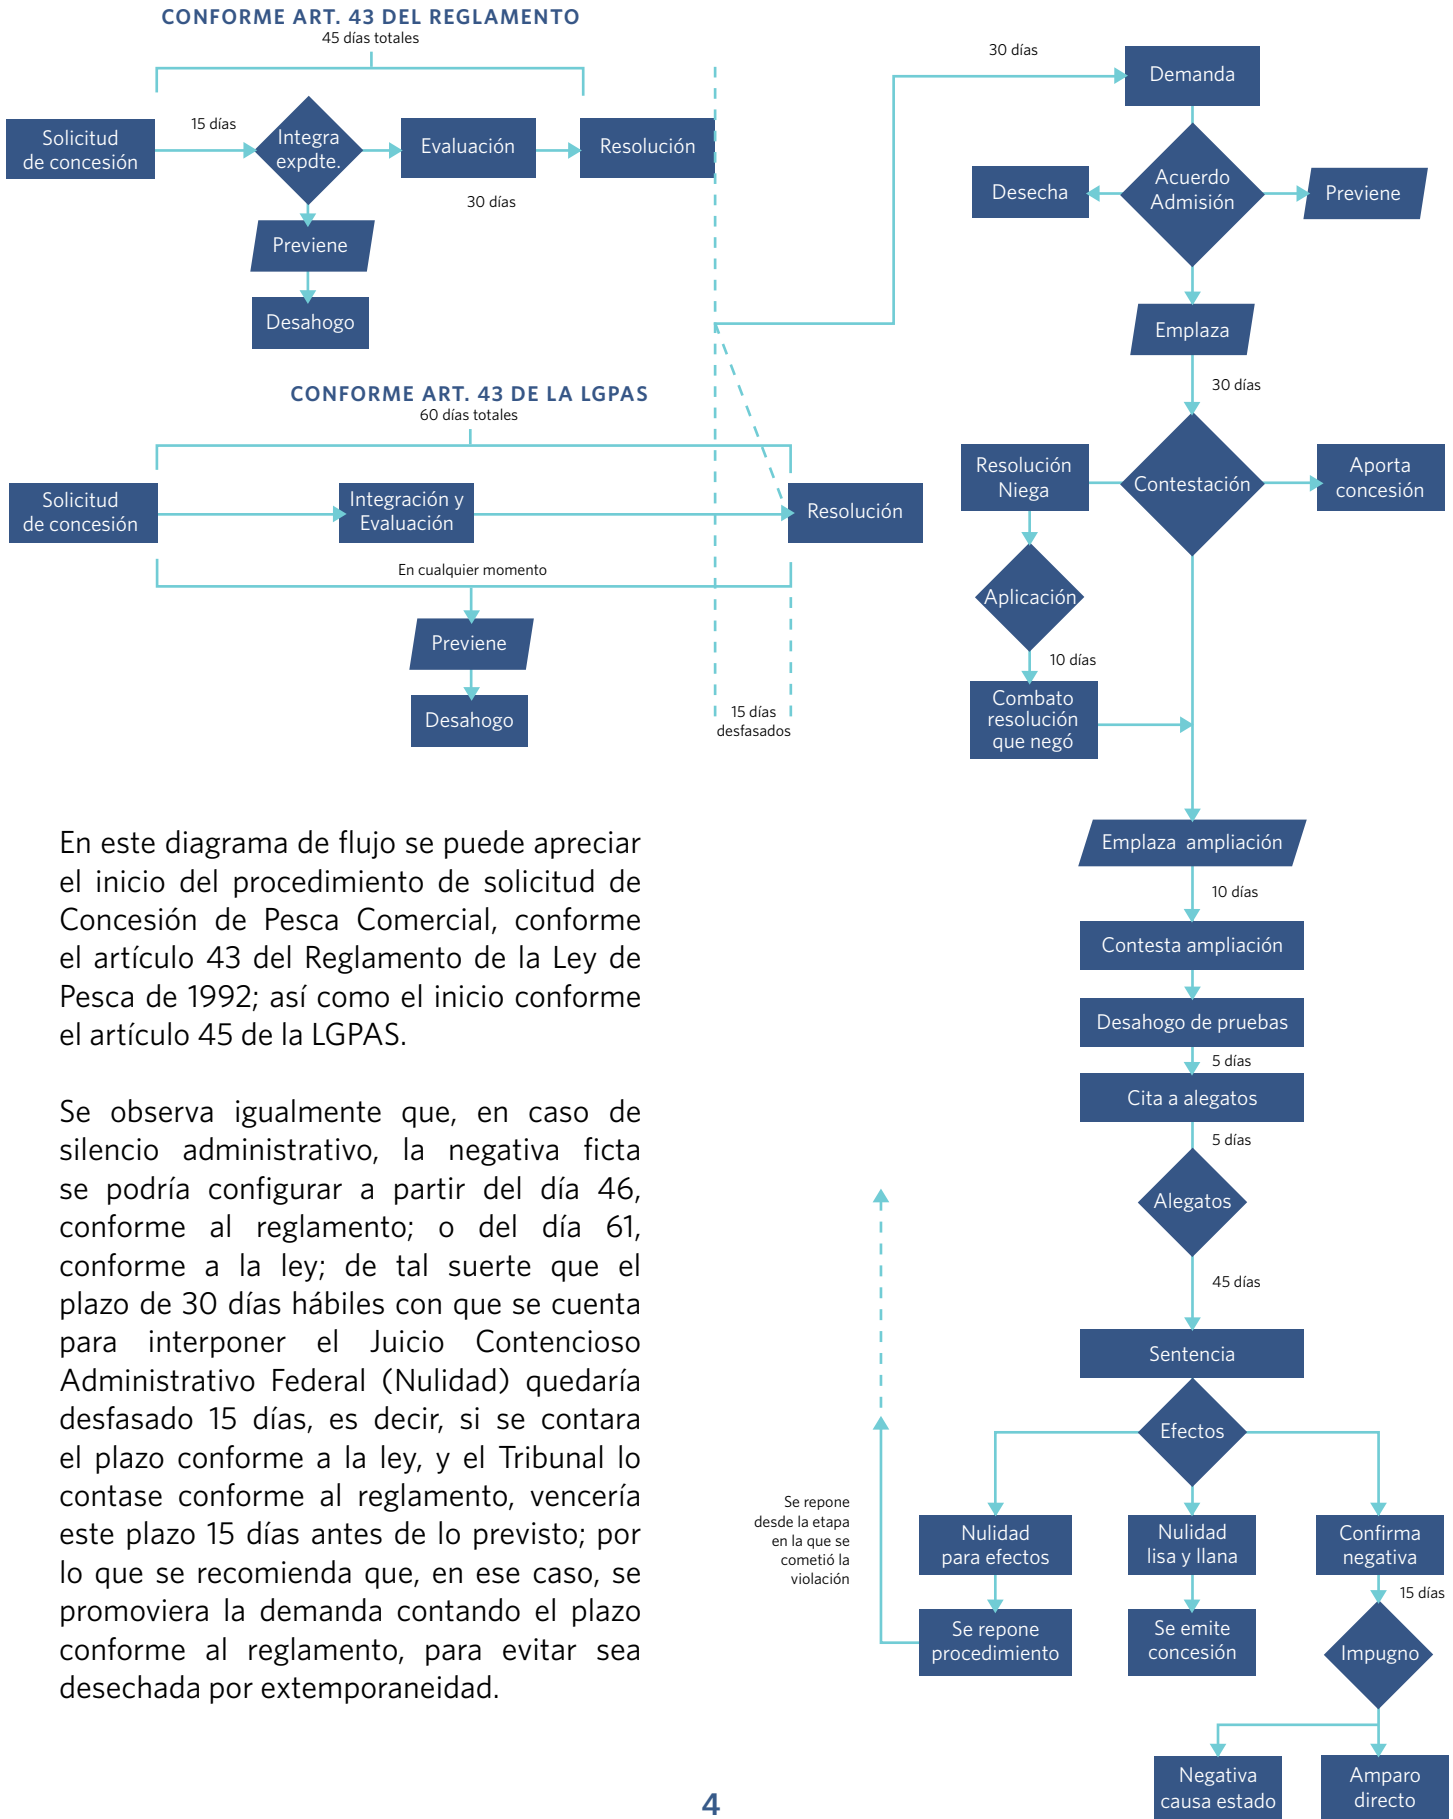 CONFORME ART. 43 DEL REGLAMENTO
45 días totales
Solicitud
de concesión
15 días
Integra
expdte.
Evaluación
30 días
Resolución
Previene
Desahogo
CONFORME ART. 43 DE LA LGPAS
60 días totales
Solicitud
de concesión
Integración y
Evaluación
Resolución
En cualquier momento
Previene
Desahogo
15 días
desfasados
En este diagrama de flujo se puede apreciar
el inicio del procedimiento de solicitud de
Concesión de Pesca Comercial, conforme
el artículo 43 del Reglamento de la Ley de
Pesca de 1992; así como el inicio conforme
el artículo 45 de la LGPAS.
Se observa igualmente que, en caso de
silencio administrativo, la negativa ficta
se podría configurar a partir del día 46,
conforme al reglamento; o del día 61,
conforme a la ley; de tal suerte que el
plazo de 30 días hábiles con que se cuenta
para interponer el Juicio Contencioso
Administrativo Federal (Nulidad) quedaría
desfasado 15 días, es decir, si se contara
el plazo conforme a la ley, y el Tribunal lo
contase conforme al reglamento, vencería
este plazo 15 días antes de lo previsto; por
lo que se recomienda que, en ese caso, se
promoviera la demanda contando el plazo
conforme al reglamento, para evitar sea
desechada por extemporaneidad.
30 días
Demanda
Desecha
Acuerdo
Admisión
Previene
Emplaza
30 días
Resolución
Niega
Contestación
Aporta
concesión
Aplicación
10 días
Combato
resolución
que negó
Emplaza ampliación
10 días
Contesta ampliación
Desahogo de pruebas
5 días
Cita a alegatos
5 días
Alegatos
45 días
Sentencia
Efectos
Se repone
desde la etapa
en la que se
cometió la
violación
Nulidad
para efectos
Nulidad
lisa y llana
Confirma
negativa
15 días
Se repone
procedimiento
Se emite
concesión
Impugno
Negativa
causa estado
Amparo
directo
4